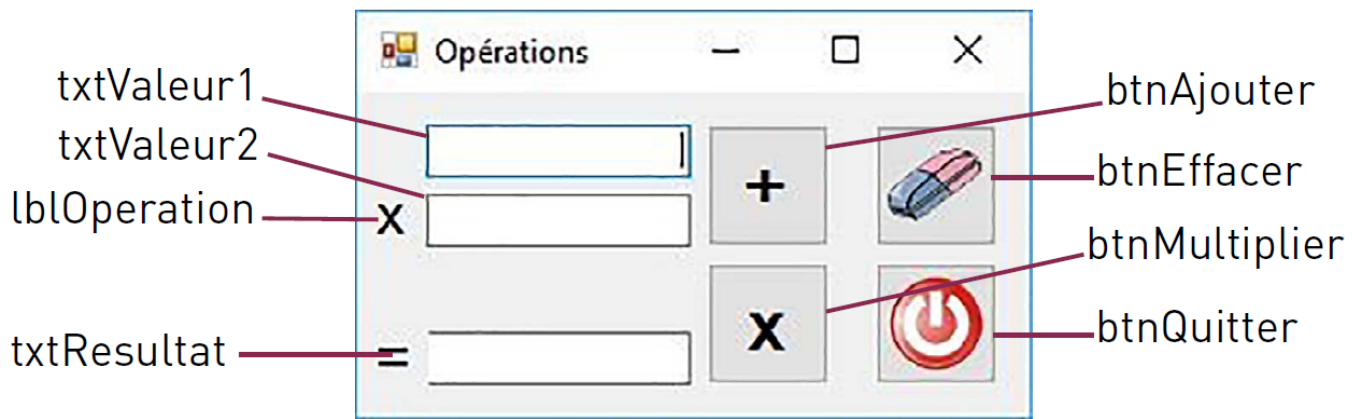 Opérations
txtValeur1
txtValeur2
lblOperation
x
txtResultat
=
+
x
btnAjouter
btnEffacer
btnMultiplier
btnQuitter